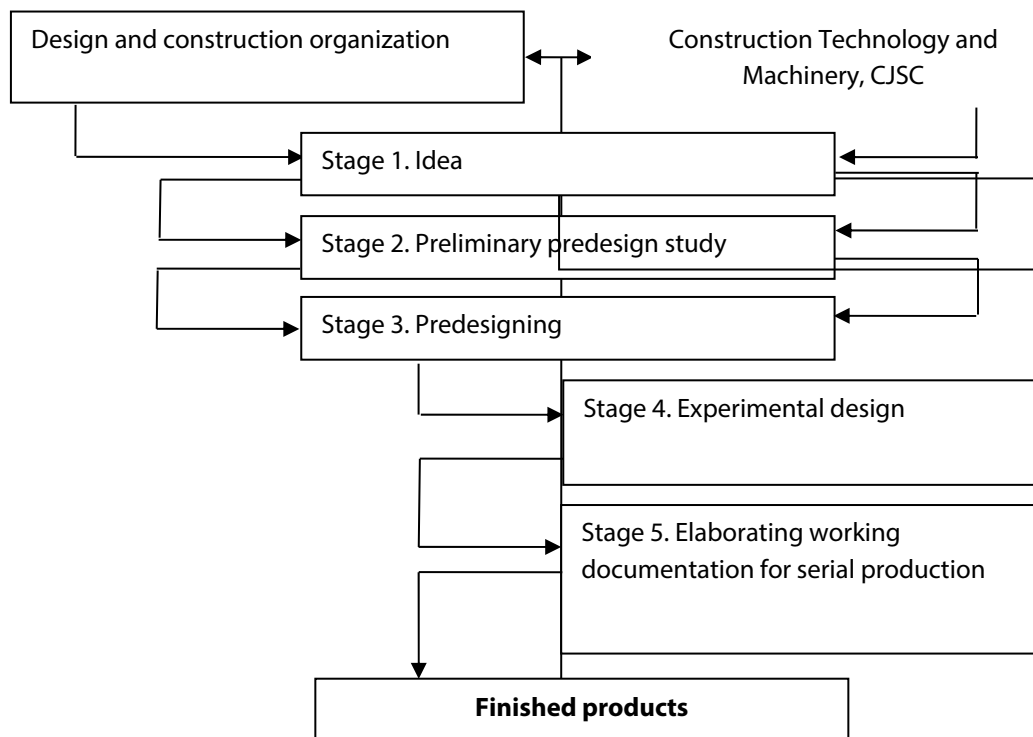 Design and construction organization
Construction Technology and
Machinery, CJSC
Stage 1. Idea
Stage 2. Preliminary predesign study
Stage 3. Predesigning
Stage 4. Experimental design
Stage 5. Elaborating working
documentation for serial production
Finished products